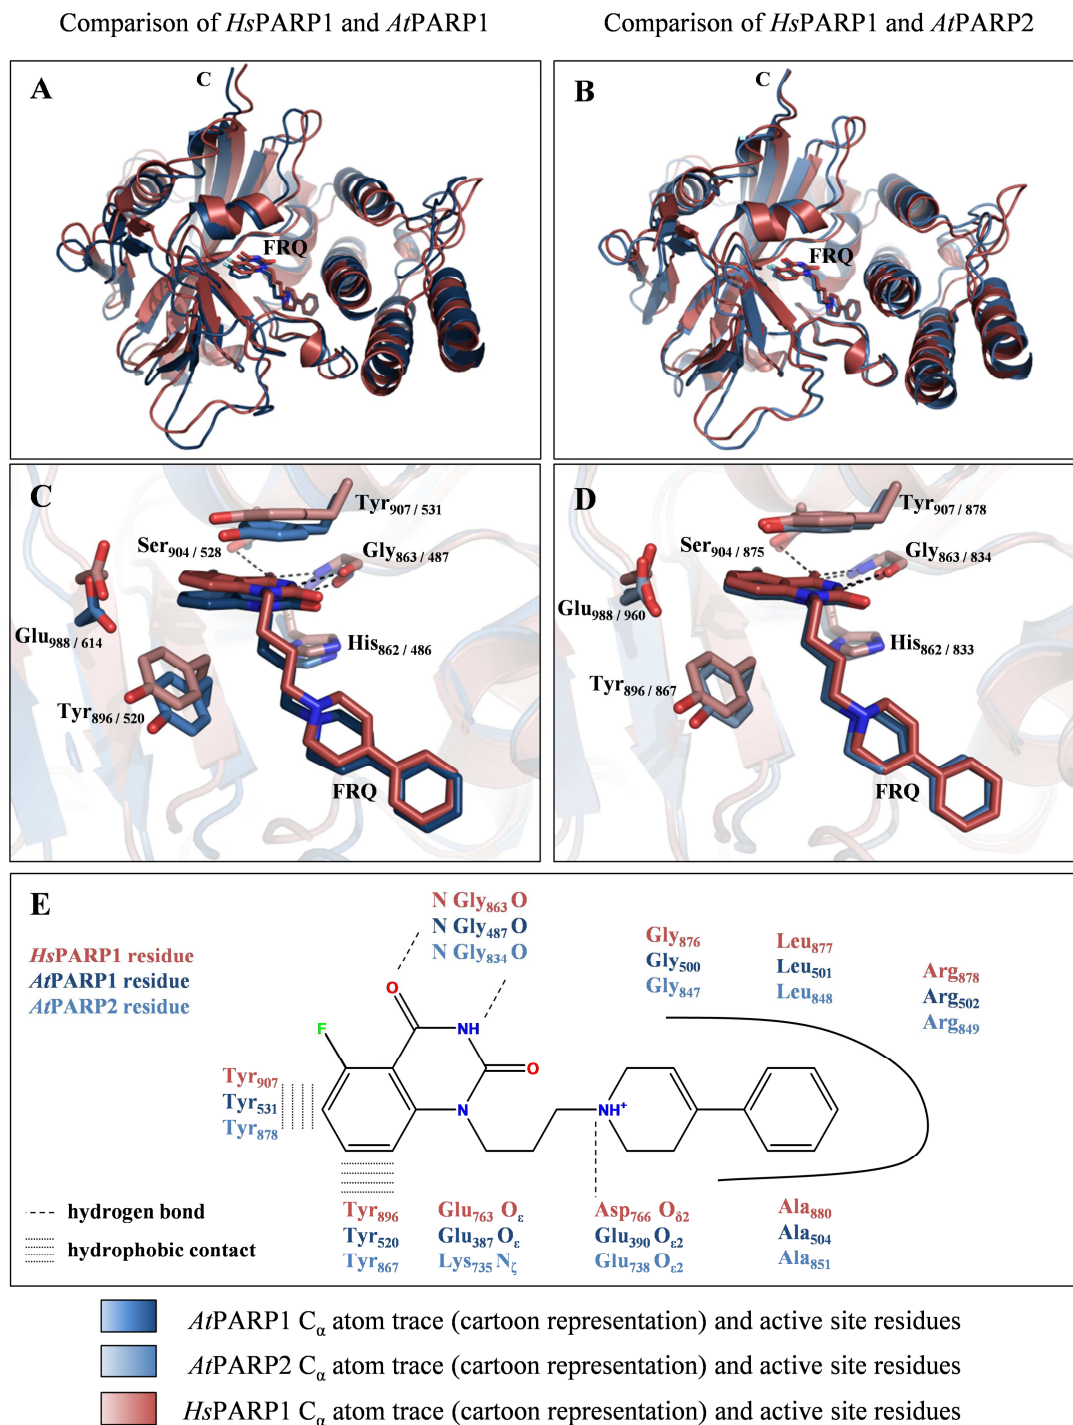 Comparison of HsPARP1 and AtPARP1
Comparison of HsPARP1 and AtPARP2
A
C
FRQ
B
C
FRQ
C
Tyr907 / 531
Ser904 / 528
Gly863 / 487
Glu988 / 614
His862 / 486
Tyr896 / 520
FRQ
D
Tyr907 / 878
Ser904 / 875
Gly863 / 834
Glu988 / 960
His862 / 833
Tyr896 / 867
FRQ
E
HsPARP1 residue
AtPARP1 residue
AtPARP2 residue
N Gly863 O
N Gly487 O
N Gly834 O
Gly876
Gly500
Gly847
Leu877
Leu501
Leu848
Arg878
Arg502
Arg849
O
F
NH
O
N
NH+
Tyr907
Tyr531
Tyr878
hydrogen bond
hydrophobic contact
Tyr896
Tyr520
Tyr867
Glu763 Oε
Glu387 Oε
Lys735 Nζ
Asp766 Oδ2
Glu390 Oε2
Glu738 Oε2
Ala880
Ala504
Ala851
AtPARP1 Cα atom trace (cartoon representation) and active site residues
AtPARP2 Cα atom trace (cartoon representation) and active site residues
HsPARP1 Cα atom trace (cartoon representation) and active site residues